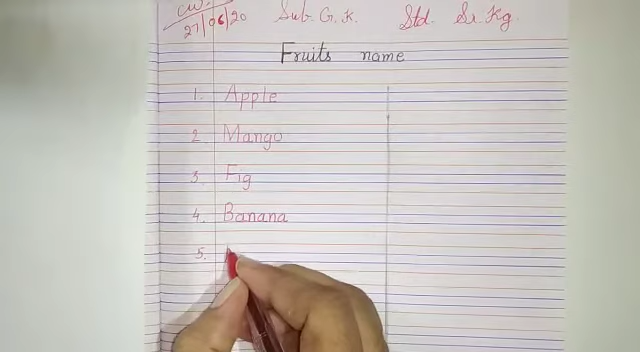 C.W.
27/06/20 Sub G.K. Std. Sr. Kg.
Fruits name
1. Apple
2. Mango
3. Fig
4. Banana
5.